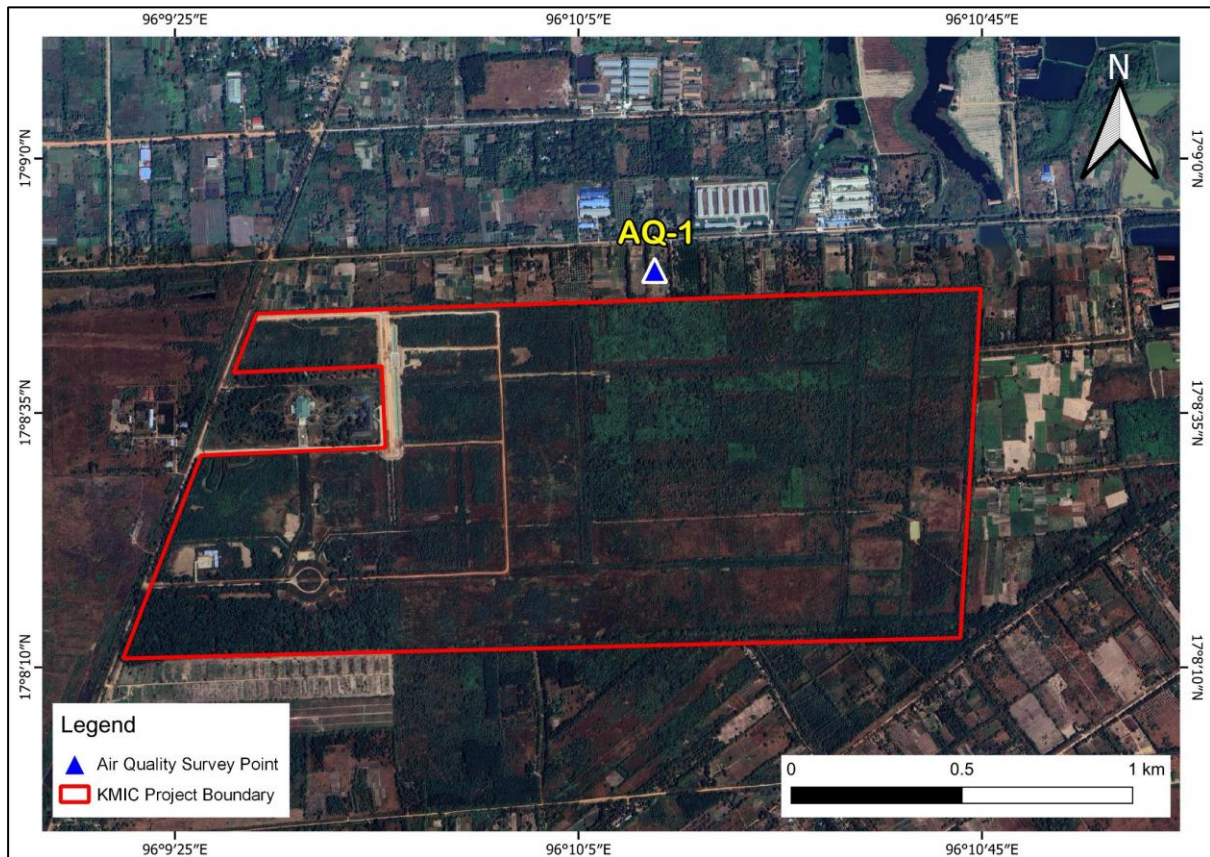 96°9′25″E 96°10′5″E 96°10′45″E
N
17°9′0″N 17°9′0″N
AQ-1
17°8′35″N 17°8′35″N
17°8′10″N 17°8′10″N
Legend
Air Quality Survey Point
KMIC Project Boundary
0 0.5 1 km
96°9′25″E 96°10′5″E 96°10′45″E